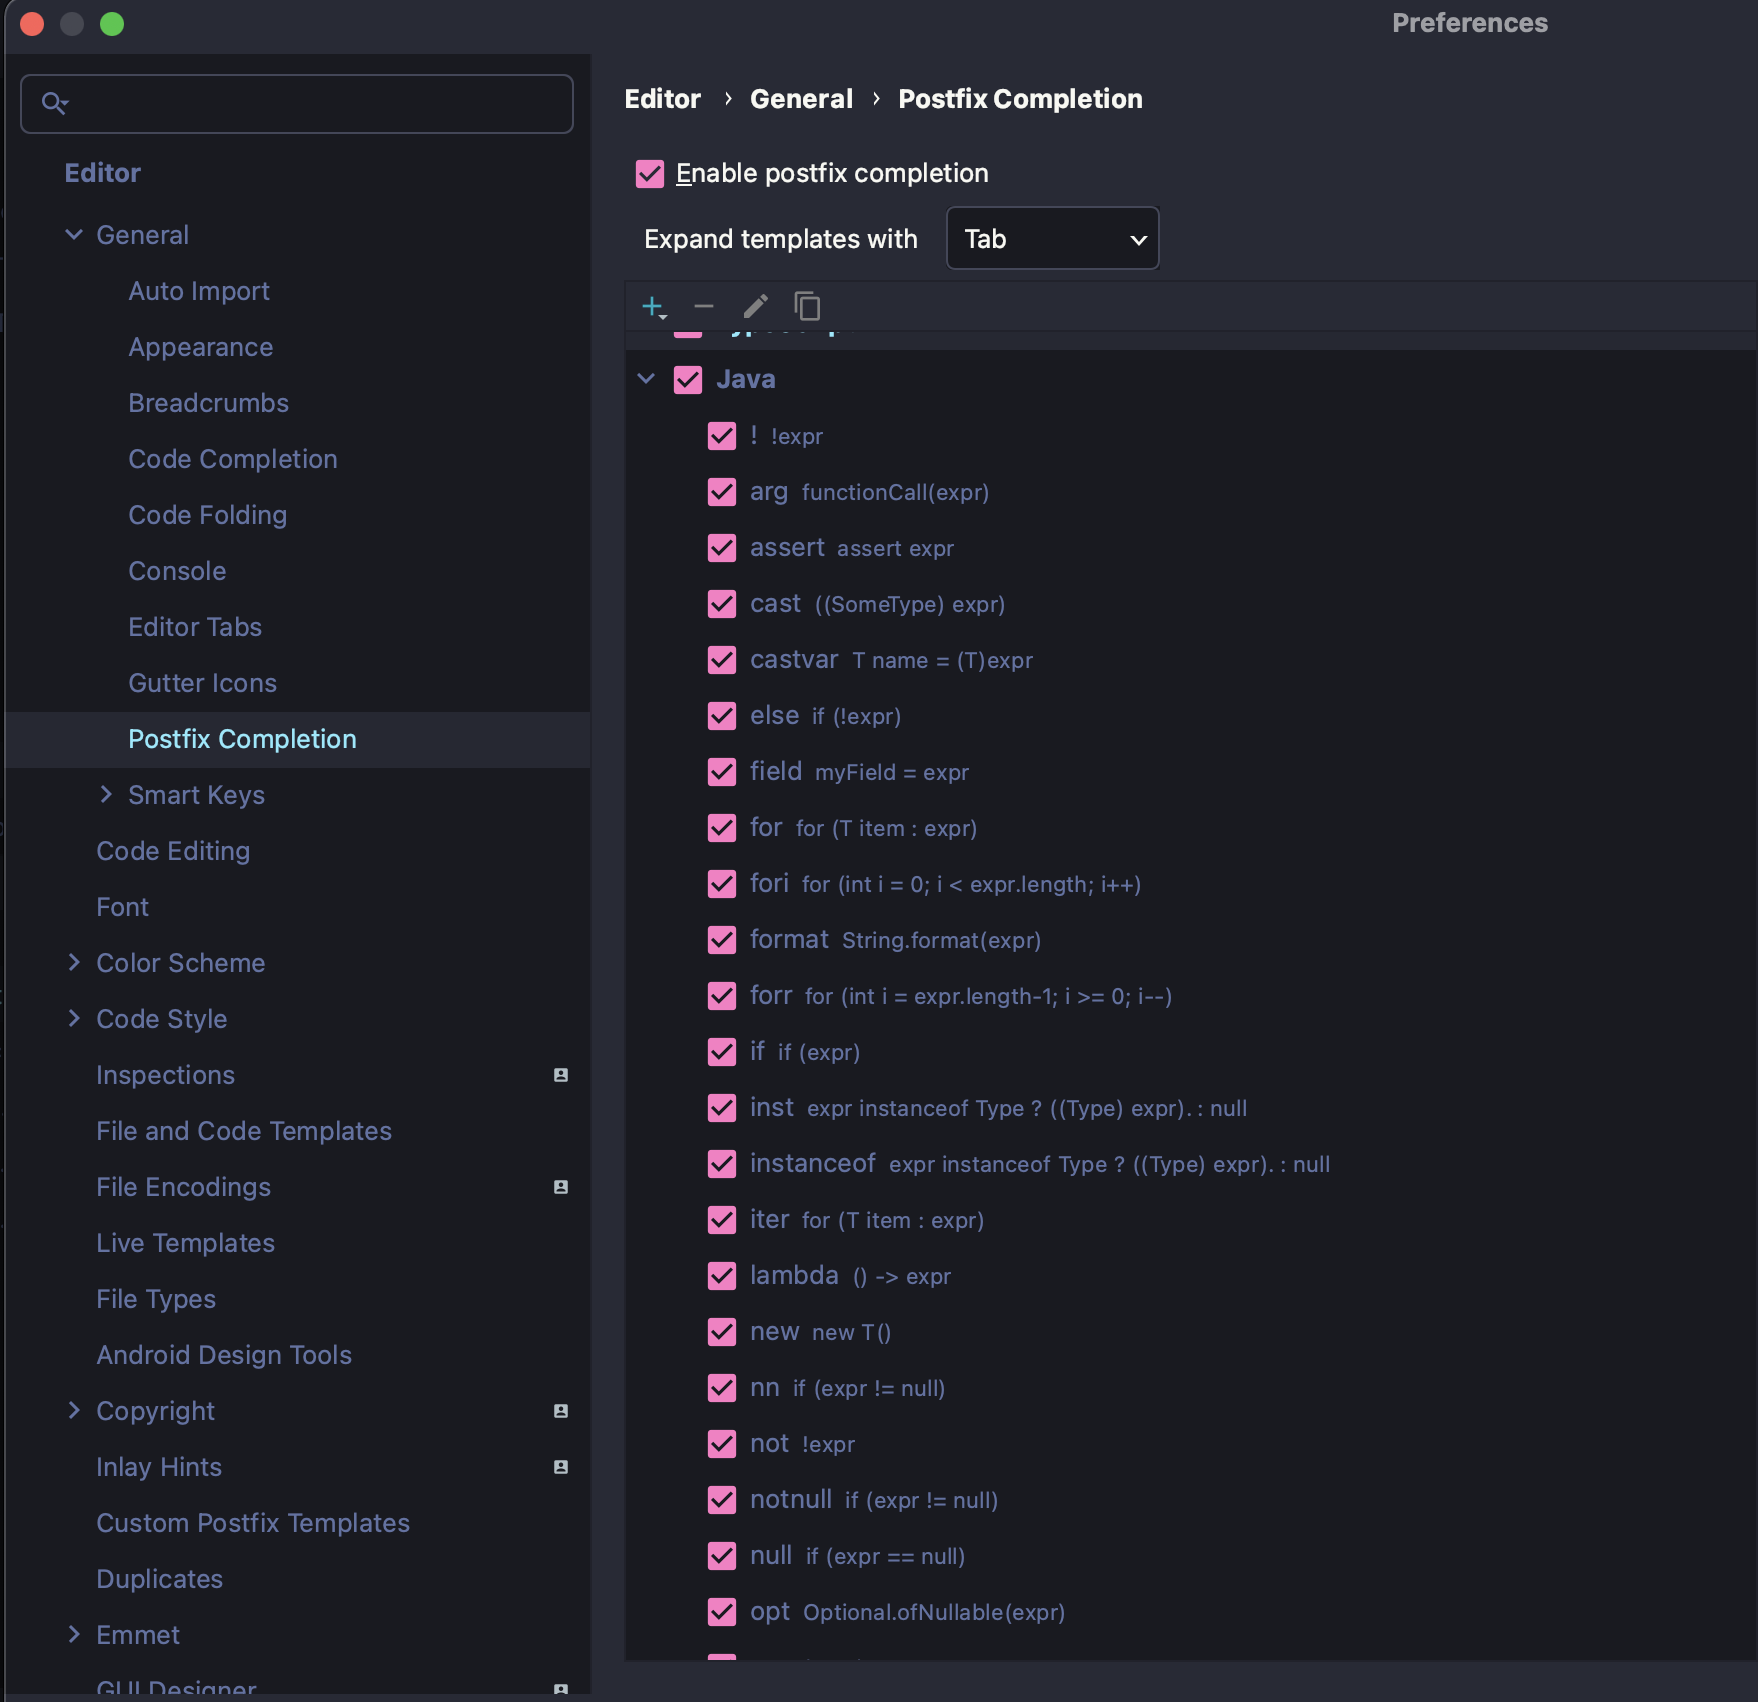 Preferences
Editor
General
Auto Import
Appearance
Breadcrumbs
Code Completion
Code Folding
Console
Editor Tabs
Gutter Icons
Postfix Completion
Smart Keys
Code Editing
Font
Color Scheme
Code Style
Inspections
File and Code Templates
File Encodings
Live Templates
File Types
Android Design Tools
Copyright
Inlay Hints
Custom Postfix Templates
Duplicates
Emmet
GUI Designer
Editor › General › Postfix Completion
Enable postfix completion
Expand templates with Tab
Java
! !expr
arg functionCall(expr)
assert assert expr
cast ((SomeType) expr)
castvar T name = (T)expr
else if (!expr)
field myField = expr
for for (T item : expr)
fori for (int i = 0; i < expr.length; i++)
format String.format(expr)
forr for (int i = expr.length-1; i >= 0; i--)
if if (expr)
inst expr instanceof Type ? ((Type) expr). : null
instanceof expr instanceof Type ? ((Type) expr). : null
iter for (T item : expr)
lambda () -> expr
new new T()
nn if (expr != null)
not !expr
notnull if (expr != null)
null if (expr == null)
opt Optional.ofNullable(expr)